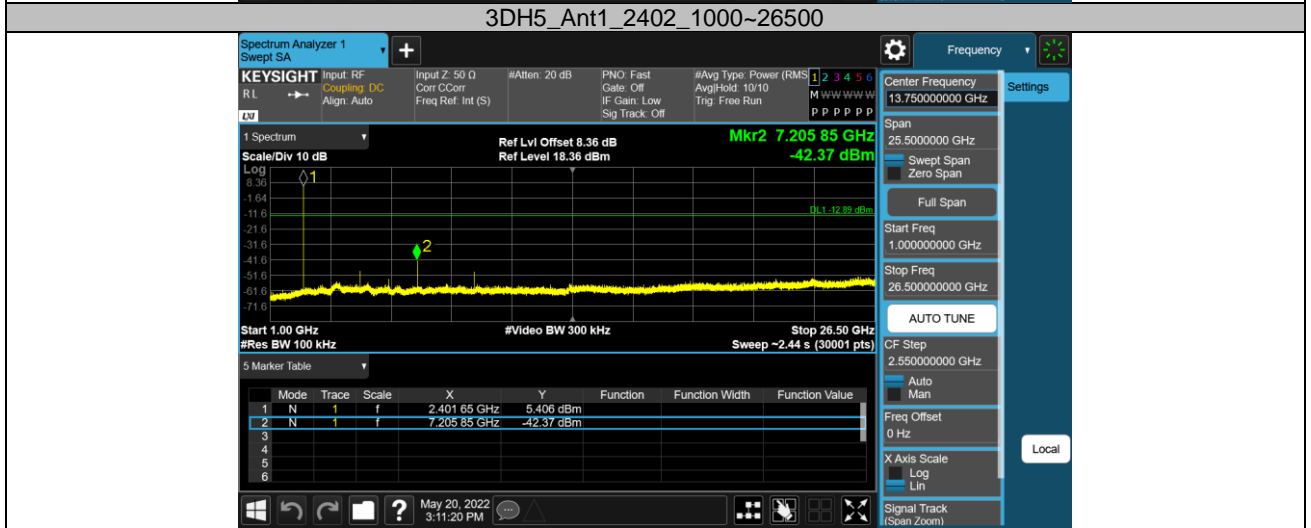 3DH5_Ant1_2402_1000~26500
Spectrum Analyzer 1
Swept SA
+
Frequency
KEYSIGHT
RL
LXI
Input: RF
Coupling: DC
Align: Auto
Input Z: 50 Ω
Corr CCorr
Freq Ref: Int (S)
#Atten: 20 dB
PNO: Fast
Gate: Off
IF Gain: Low
Sig Track: Off
#Avg Type: Power (RMS
Avg|Hold: 10/10
Trig: Free Run
1 2 3 4 5 6
M W W W W W
P P P P P P
1 Spectrum
Scale/Div 10 dB
Ref Lvl Offset 8.36 dB
Ref Level 18.36 dBm
Mkr2 7.205 85 GHz
-42.37 dBm
Log
8.36
-1.64
-11.6
-21.6
-31.6
-41.6
-51.6
-61.6
-71.6
1
2
DL1 -12.89 dBm
Start 1.00 GHz
#Res BW 100 kHz
#Video BW 300 kHz
Stop 26.50 GHz
Sweep ~2.44 s (30001 pts)
5 Marker Table
Mode Trace Scale X Y Function Function Width Function Value
1 N 1 f 2.401 65 GHz 5.406 dBm
2 N 1 f 7.205 85 GHz -42.37 dBm
3
4
5
6
Center Frequency
13.750000000 GHz
Settings
Span
25.5000000 GHz
Swept Span
Zero Span
Full Span
Start Freq
1.000000000 GHz
Stop Freq
26.500000000 GHz
AUTO TUNE
CF Step
2.550000000 GHz
Auto
Man
Freq Offset
0 Hz
X Axis Scale
Log
Lin
Local
Signal Track
(Span Zoom)
?
May 20, 2022
3:11:20 PM